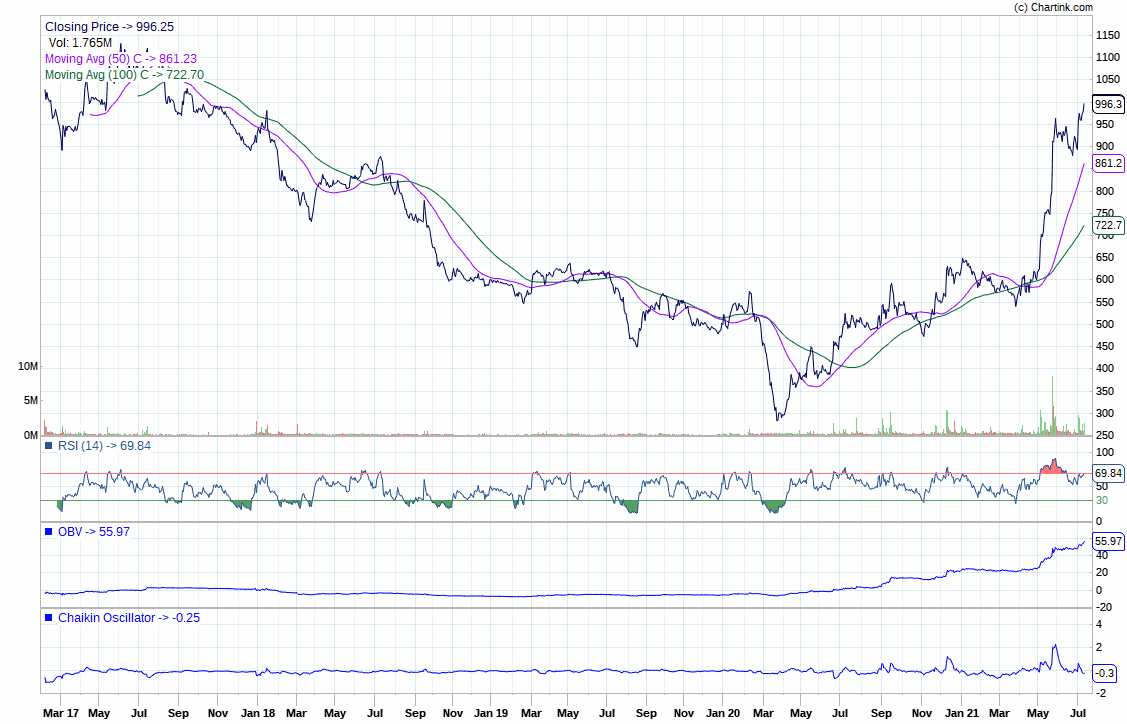 (c) Chartink.com
Closing Price -> 996.25
Vol: 1.765M
Moving Avg (50) C -> 861.23
Moving Avg (100) C -> 722.70
1150
1100
1050
996.3
950
900
861.2
800
750
722.7
700
650
600
550
500
450
400
350
300
250
10M
5M
0M
RSI (14) -> 69.84
100
69.84
50
30
0
OBV -> 55.97
55.97
40
20
0
-20
Chaikin Oscillator -> -0.25
4
2
-0.3
-2
Mar 17 May Jul Sep Nov Jan 18 Mar May Jul Sep Nov Jan 19 Mar May Jul Sep Nov Jan 20 Mar May Jul Sep Nov Jan 21 Mar May Jul